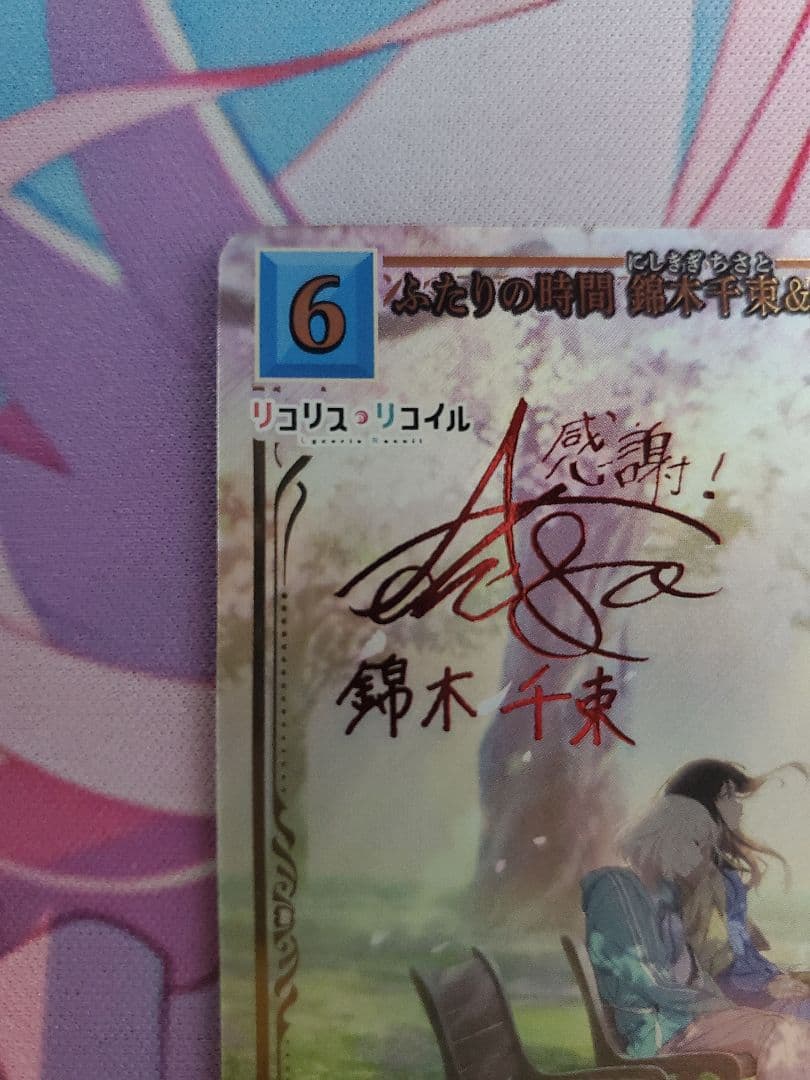 6
にしきぎ ちさと
ふたりの時間 錦木千束&
リコリス・リコイル
Lycoris Recoil
感謝!
錦木 千束